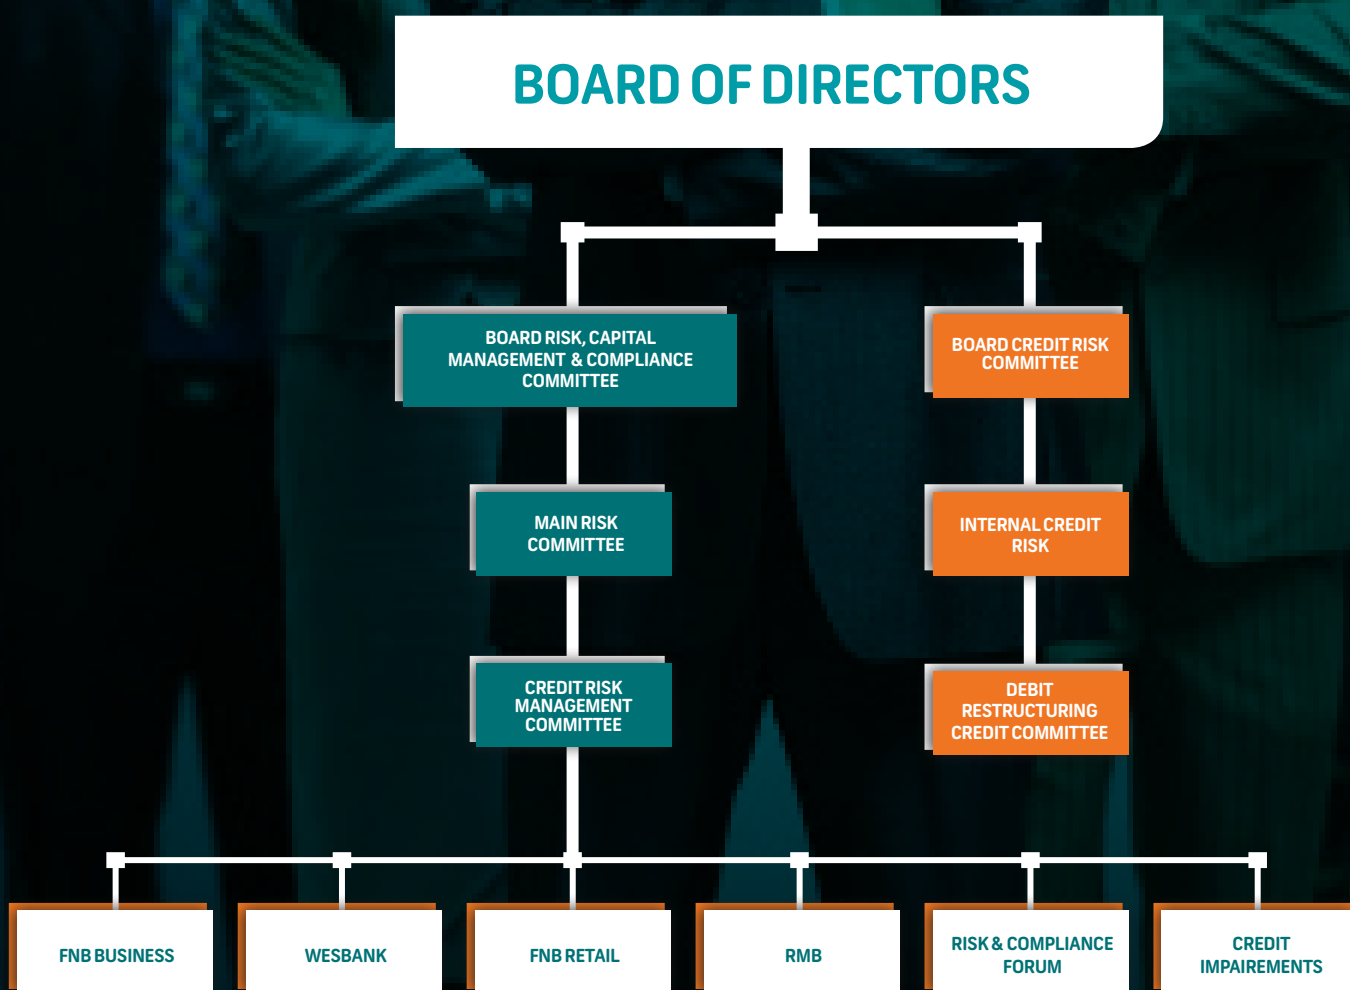 BOARD OF DIRECTORS
BOARD RISK, CAPITAL
MANAGEMENT & COMPLIANCE
COMMITTEE
BOARD CREDIT RISK
COMMITTEE
MAIN RISK
COMMITTEE
INTERNAL CREDIT
RISK
CREDIT RISK
MANAGEMENT
COMMITTEE
DEBIT
RESTRUCTURING
CREDIT COMMITTEE
FNB BUSINESS
WESBANK
FNB RETAIL
RMB
RISK & COMPLIANCE
FORUM
CREDIT
IMPAIREMENTS